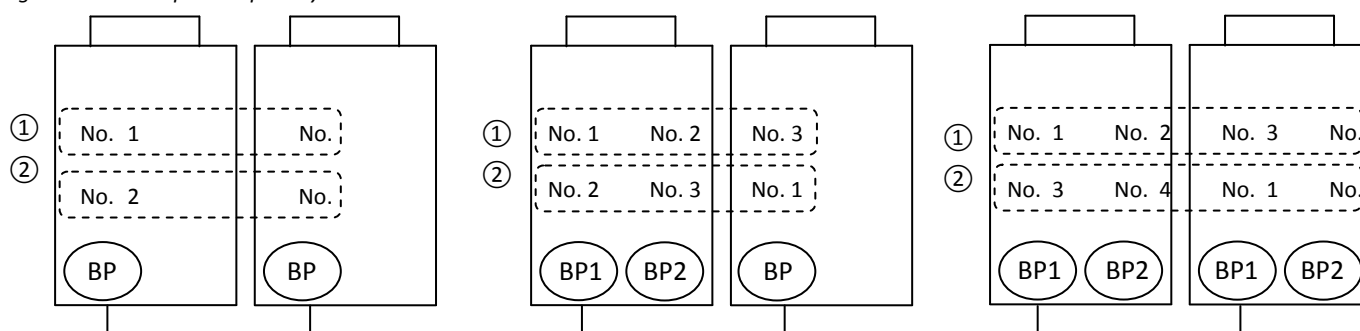 ① No. 1 No. ① No. 1 No. 2 No. 3 ① No. 1 No. 2 No. 3 No.
② No. 2 No. ② No. 2 No. 3 No. 1 ② No. 3 No. 4 No. 1 No.
BP BP BP1 BP2 BP BP1 BP2 BP1 BP2